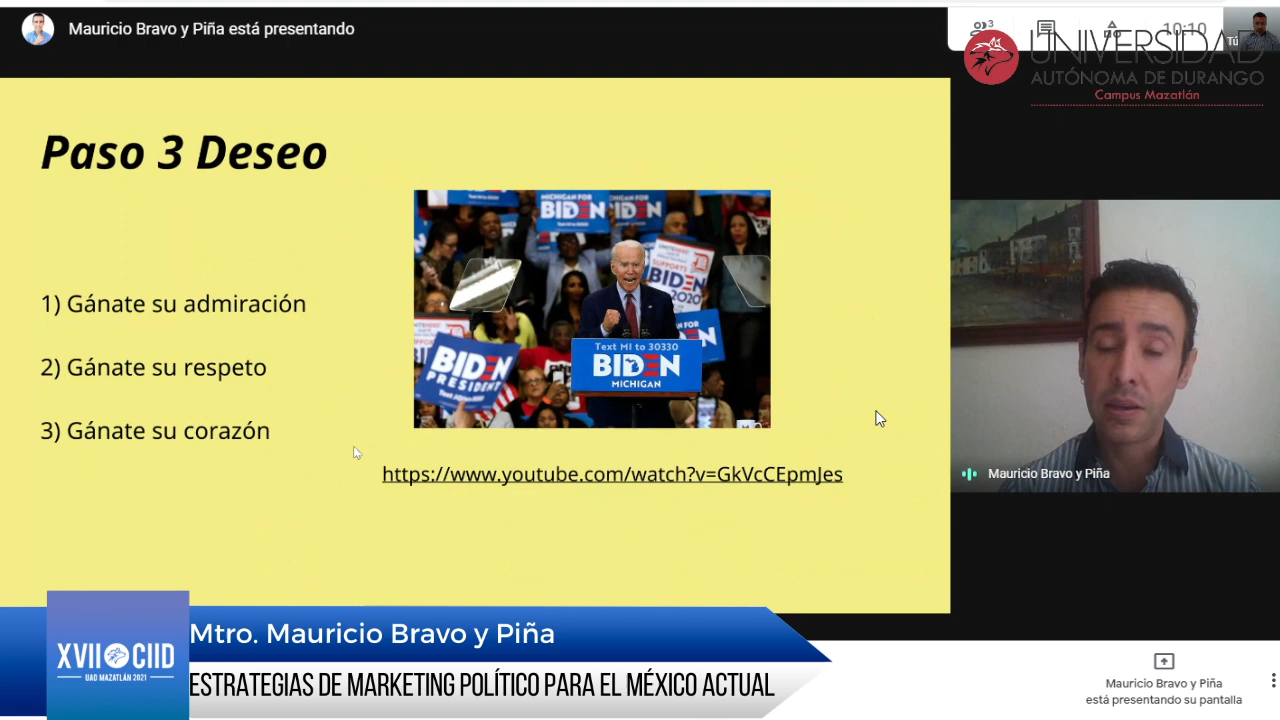 Mauricio Bravo y Piña está presentando
3
10:10
Tú
UNIVERSIDAD
AUTÓNOMA DE DURANGO
Campus Mazatlán
Paso 3 Deseo
1) Gánate su admiración
2) Gánate su respeto
3) Gánate su corazón
MICHIGAN FOR
BIDEN
BIDEN
SUPPORTS
BIDEN
2020
BIDEN
PRESIDENT
Text MI to 30330
BIDEN
MICHIGAN
https://www.youtube.com/watch?v=GkVcCEpmJes
Mauricio Bravo y Piña
XVII CIID
UAD MAZATLÁN 2021
Mtro. Mauricio Bravo y Piña
ESTRATEGIAS DE MARKETING POLÍTICO PARA EL MÉXICO ACTUAL
Mauricio Bravo y Piña
está presentando su pantalla